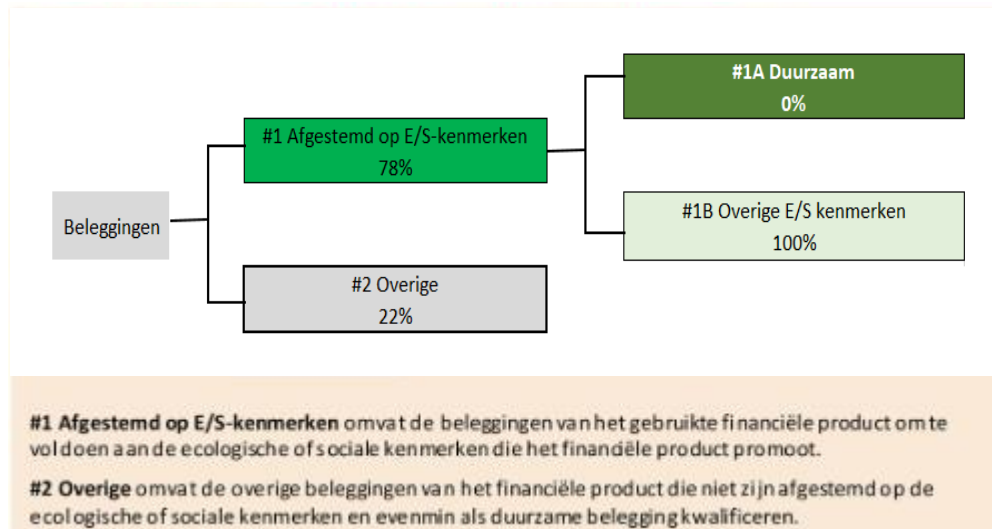 #1A Duurzaam
0%
#1 Afgestemd op E/S-kenmerken
78%
Beleggingen
#1B Overige E/S kenmerken
100%
#2 Overige
22%
#1 Afgestemd op E/S-kenmerken omvat de beleggingen van het gebruikte financiële product om te
voldoen aan de ecologische of sociale kenmerken die het financiële product promoot.
#2 Overige omvat de overige beleggingen van het financiële product die niet zijn afgestemd op de
ecologische of sociale kenmerken en evenmin als duurzame belegging kwalificeren.